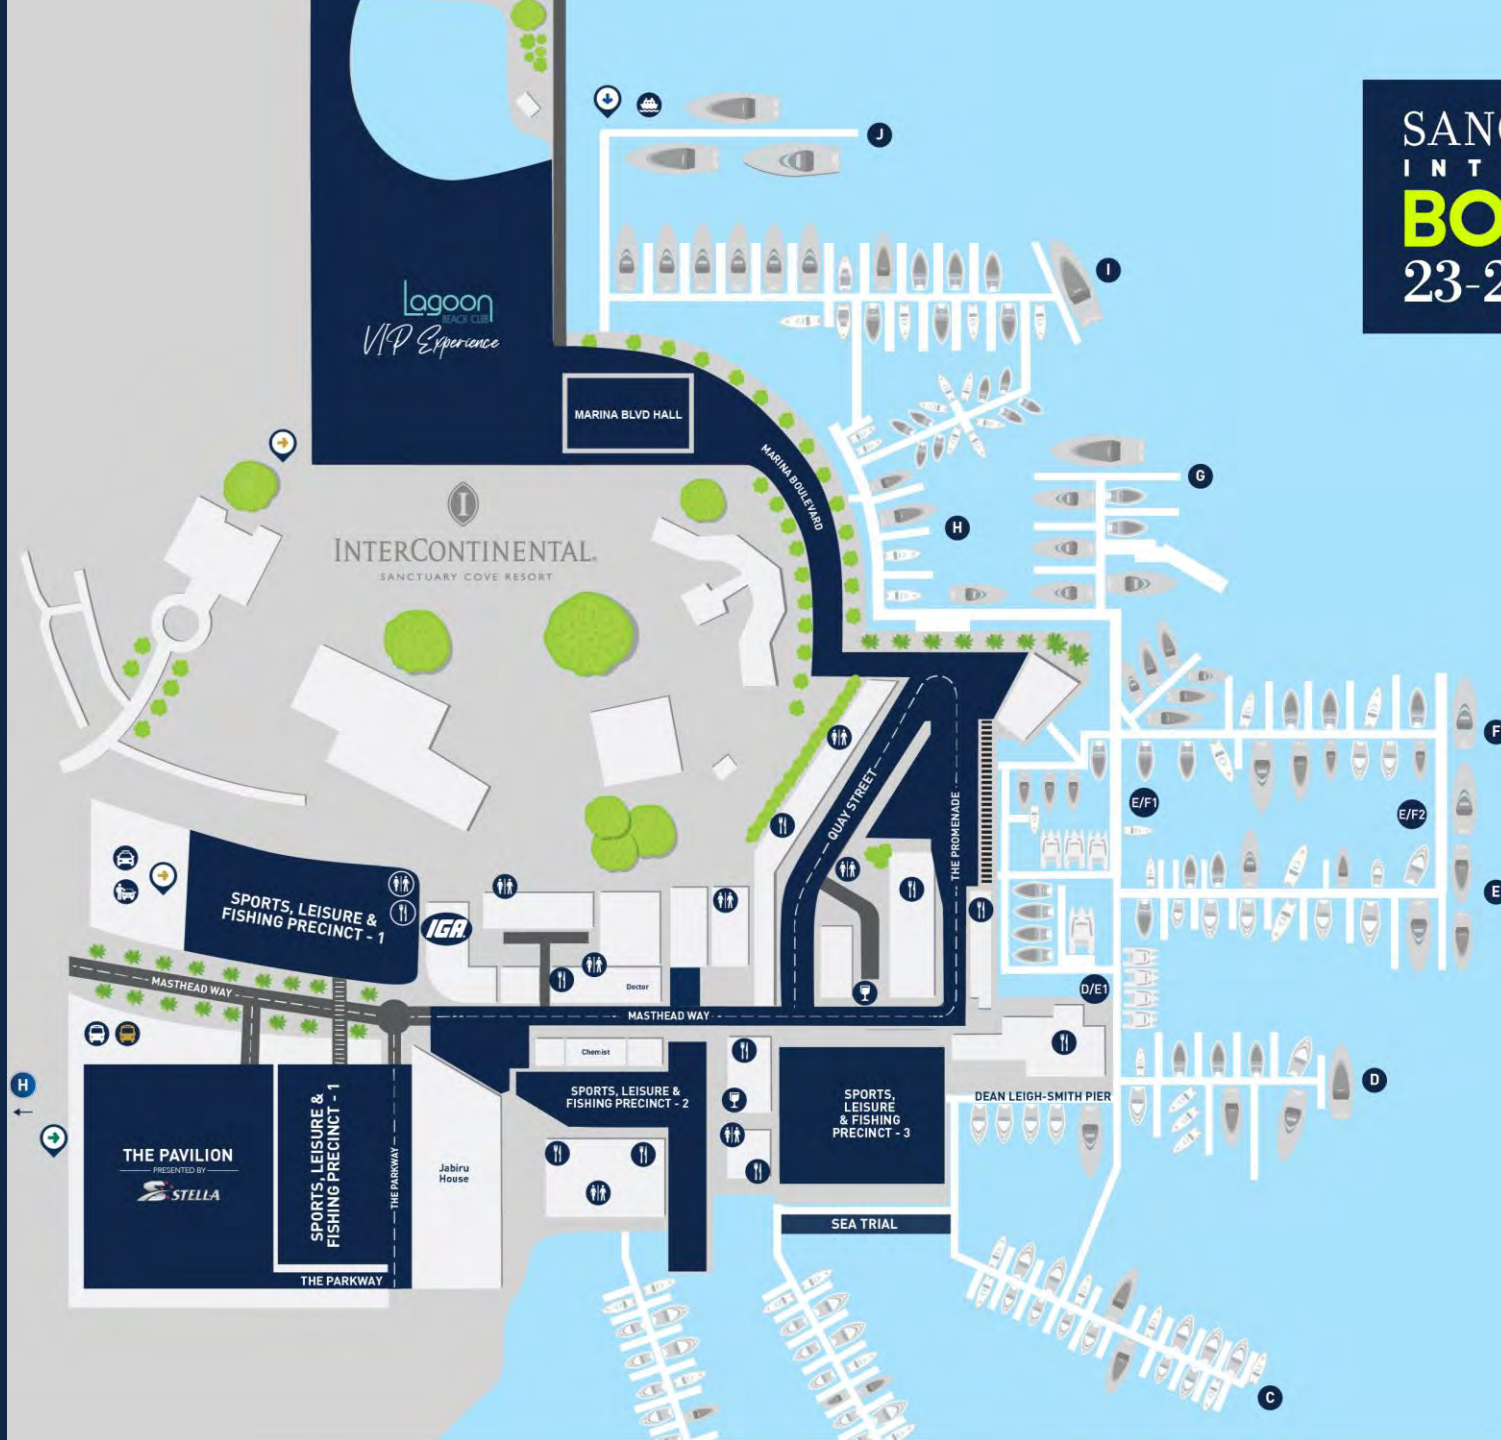 J
SAN
INT
BO
23-2
I
Lagoon
BEACH CLUB
VIP Experience
MARINA BLVD HALL
MARINA BOULEVARD
G
H
I
INTERCONTINENTAL.
SANCTUARY COVE RESORT
F
E/F1
E/F2
QUAY STREET
THE PROMENADE
E
SPORTS, LEISURE &
FISHING PRECINCT - 1
IGA
Doctor
D/E1
MASTHEAD WAY
MASTHEAD WAY
Chemist
H
D
SPORTS, LEISURE &
FISHING PRECINCT - 2
SPORTS,
LEISURE
& FISHING
PRECINCT - 3
DEAN LEIGH-SMITH PIER
THE PAVILION
PRESENTED BY
STELLA
SPORTS, LEISURE &
FISHING PRECINCT - 1
THE PARKWAY
Jabiru
House
SEA TRIAL
THE PARKWAY
C